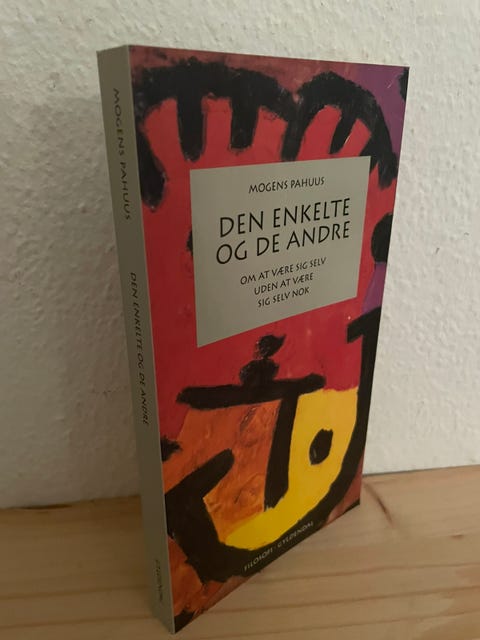 MOGENS PAHUUS
DEN ENKELTE OG DE ANDRE
GYLDENDAL
MOGENS PAHUUS
DEN ENKELTE
OG DE ANDRE
OM AT VÆRE SIG SELV
UDEN AT VÆRE
SIG SELV NOK
FILOSOFI · GYLDENDAL